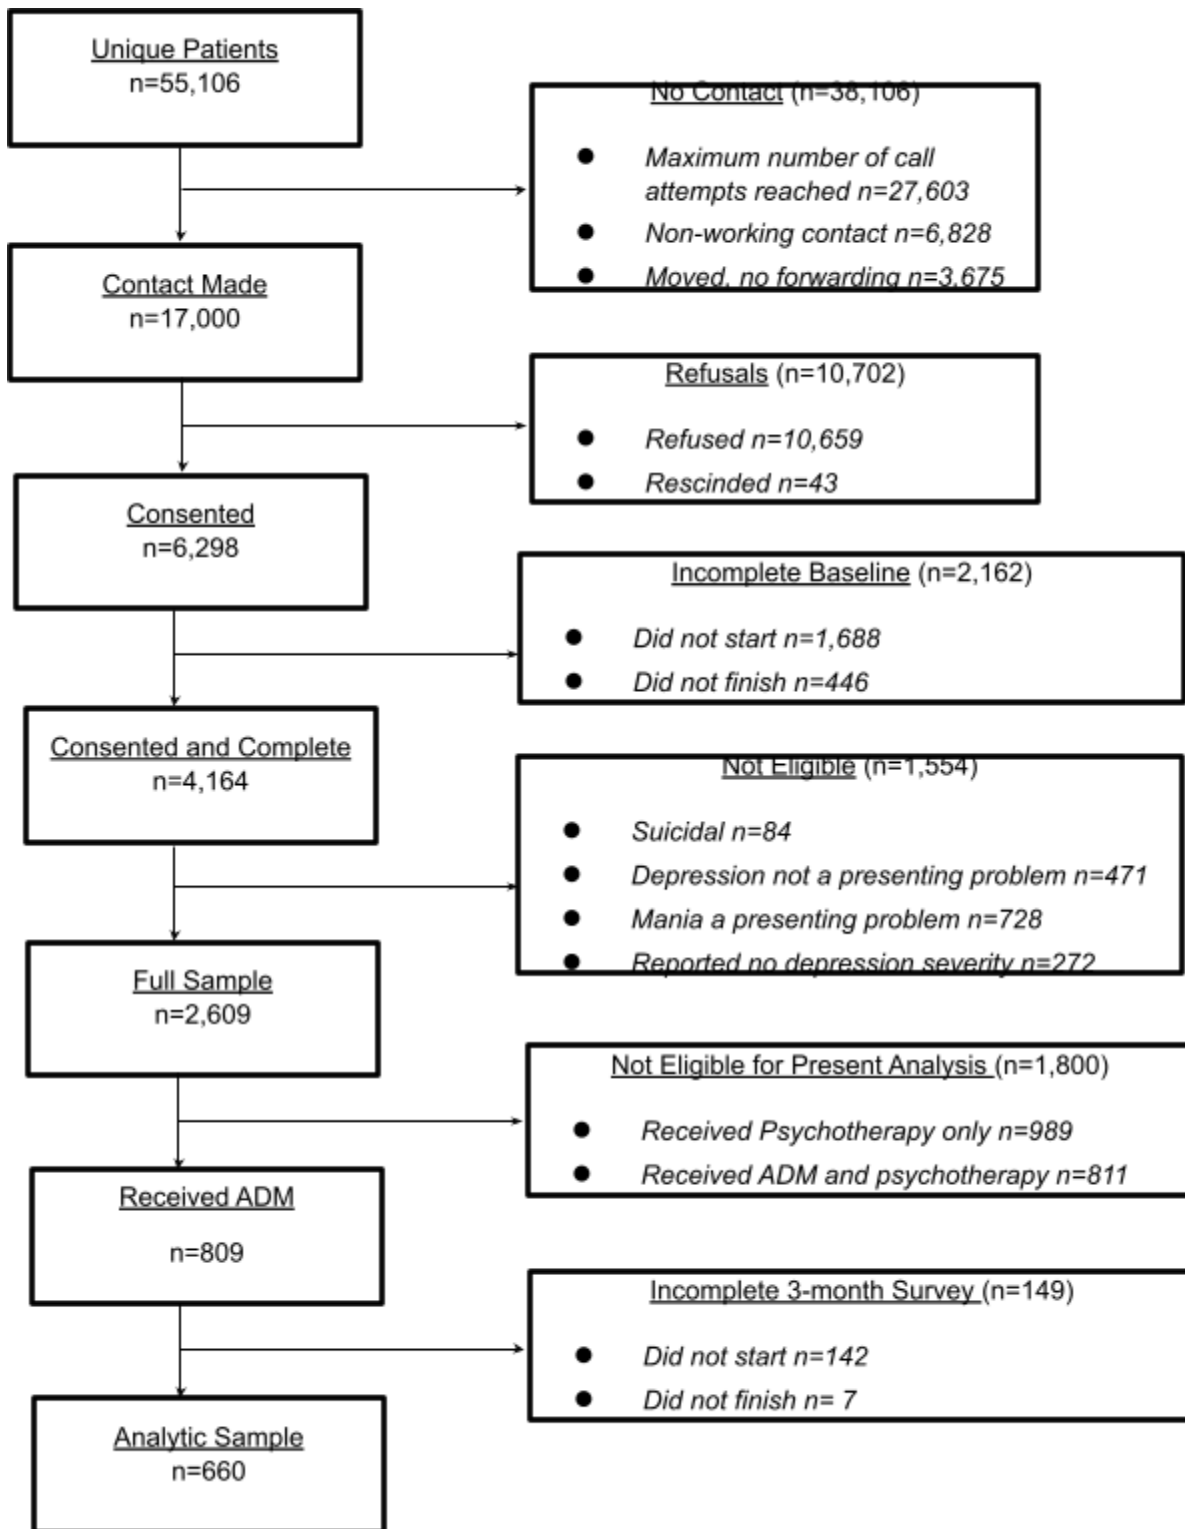 Unique Patients
n=55,106
No Contact (n=38,106)
● Maximum number of call
attempts reached n=27,603
● Non-working contact n=6,828
● Moved, no forwarding n=3,675
Contact Made
n=17,000
Refusals (n=10,702)
● Refused n=10,659
● Rescinded n=43
Consented
n=6,298
Incomplete Baseline (n=2,162)
● Did not start n=1,688
● Did not finish n=446
Consented and Complete
n=4,164
Not Eligible (n=1,554)
● Suicidal n=84
● Depression not a presenting problem n=471
● Mania a presenting problem n=728
● Reported no depression severity n=272
Full Sample
n=2,609
Not Eligible for Present Analysis (n=1,800)
● Received Psychotherapy only n=989
● Received ADM and psychotherapy n=811
Received ADM
n=809
Incomplete 3-month Survey (n=149)
● Did not start n=142
● Did not finish n= 7
Analytic Sample
n=660